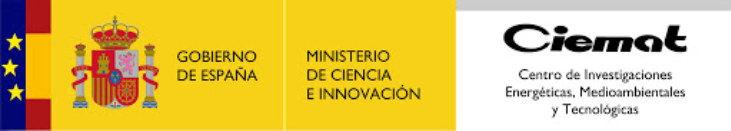 GOBIERNO
DE ESPAÑA
MINISTERIO
DE CIENCIA
E INNOVACIÓN
Ciemat
Centro de Investigaciones
Energéticas, Medioambientales
y Tecnológicas